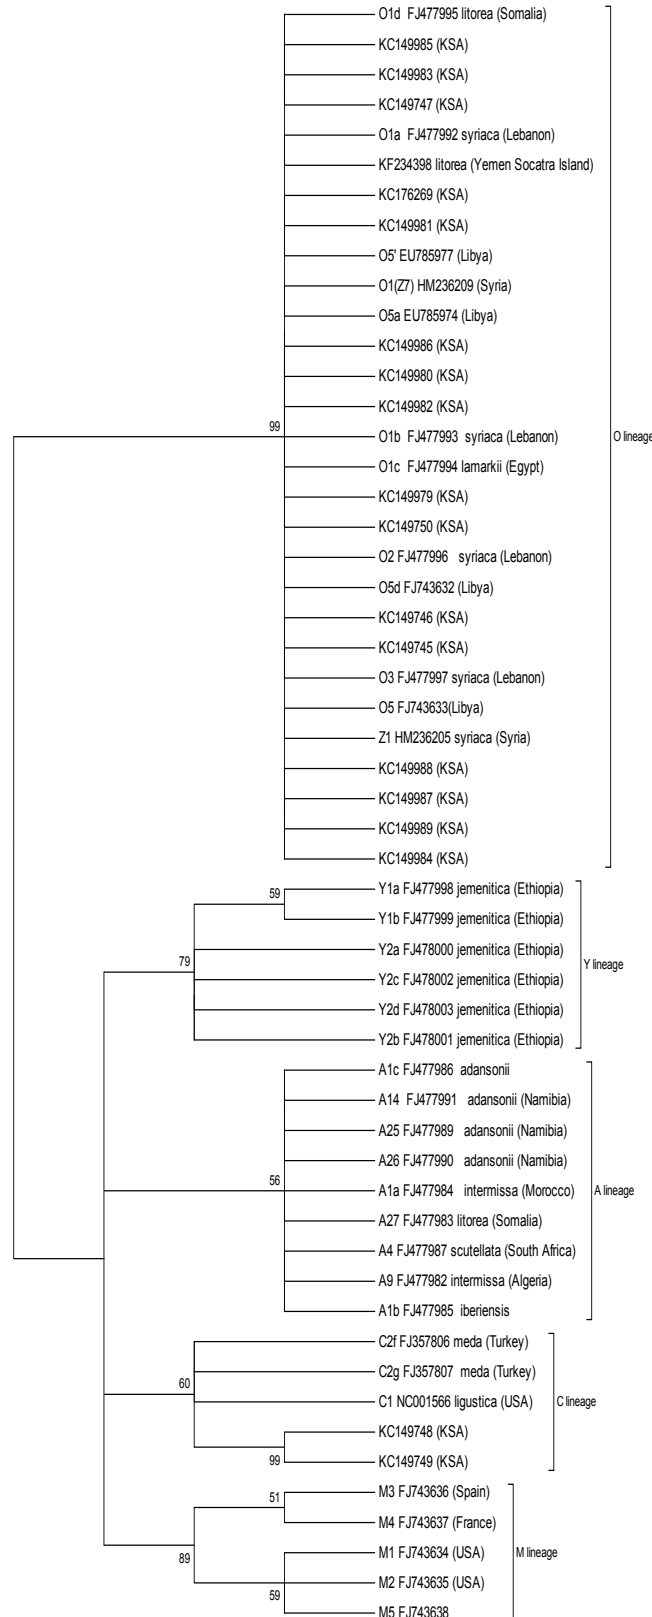 O1d FJ477995 litorea (Somalia)
KC149985 (KSA)
KC149983 (KSA)
KC149747 (KSA)
O1a FJ477992 syriaca (Lebanon)
KF234398 litorea (Yemen Socatra Island)
KC176269 (KSA)
KC149981 (KSA)
O5' EU785977 (Libya)
O1(Z7) HM236209 (Syria)
O5a EU785974 (Libya)
KC149986 (KSA)
KC149980 (KSA)
KC149982 (KSA)
99
O1b FJ477993 syriaca (Lebanon)
O lineage
O1c FJ477994 lamarkii (Egypt)
KC149979 (KSA)
KC149750 (KSA)
O2 FJ477996 syriaca (Lebanon)
O5d FJ743632 (Libya)
KC149746 (KSA)
KC149745 (KSA)
O3 FJ477997 syriaca (Lebanon)
O5 FJ743633(Libya)
Z1 HM236205 syriaca (Syria)
KC149988 (KSA)
KC149987 (KSA)
KC149989 (KSA)
KC149984 (KSA)
Y1a FJ477998 jemenitica (Ethiopia)
59
Y1b FJ477999 jemenitica (Ethiopia)
Y2a FJ478000 jemenitica (Ethiopia)
79
Y lineage
Y2c FJ478002 jemenitica (Ethiopia)
Y2d FJ478003 jemenitica (Ethiopia)
Y2b FJ478001 jemenitica (Ethiopia)
A1c FJ477986 adansonii
A14 FJ477991 adansonii (Namibia)
A25 FJ477989 adansonii (Namibia)
A26 FJ477990 adansonii (Namibia)
56
A1a FJ477984 intermissa (Morocco)
A lineage
A27 FJ477983 litorea (Somalia)
A4 FJ477987 scutellata (South Africa)
A9 FJ477982 intermissa (Algeria)
A1b FJ477985 iberiensis
C2f FJ357806 meda (Turkey)
C2g FJ357807 meda (Turkey)
60
C1 NC001566 ligustica (USA)
C lineage
KC149748 (KSA)
99
KC149749 (KSA)
M3 FJ743636 (Spain)
51
M4 FJ743637 (France)
89
M1 FJ743634 (USA)
M lineage
M2 FJ743635 (USA)
59
M5 FJ743638